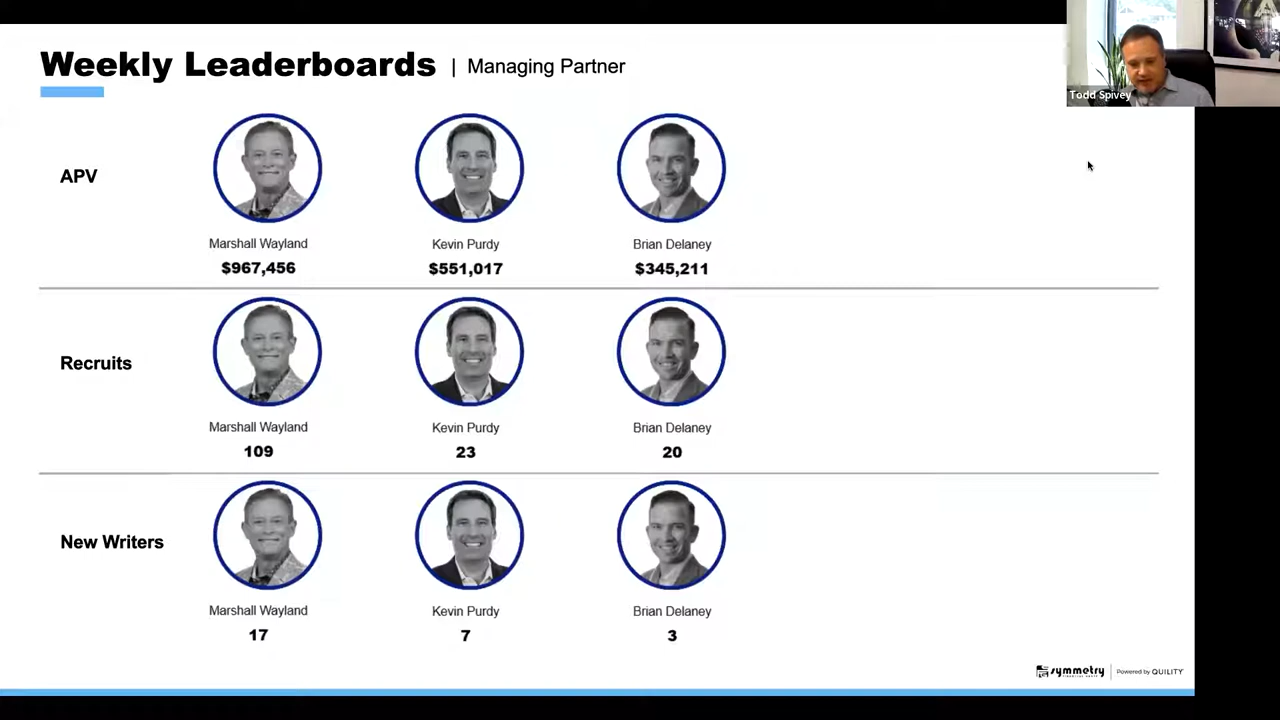 Weekly Leaderboards | Managing Partner
Todd Spivey
APV
Marshall Wayland
Kevin Purdy
Brian Delaney
$967,456
$551,017
$345,211
Recruits
Marshall Wayland
Kevin Purdy
Brian Delaney
109
23
20
New Writers
Marshall Wayland
Kevin Purdy
Brian Delaney
17
7
3
symmetry
FINANCIAL GROUP
Powered by QUILITY